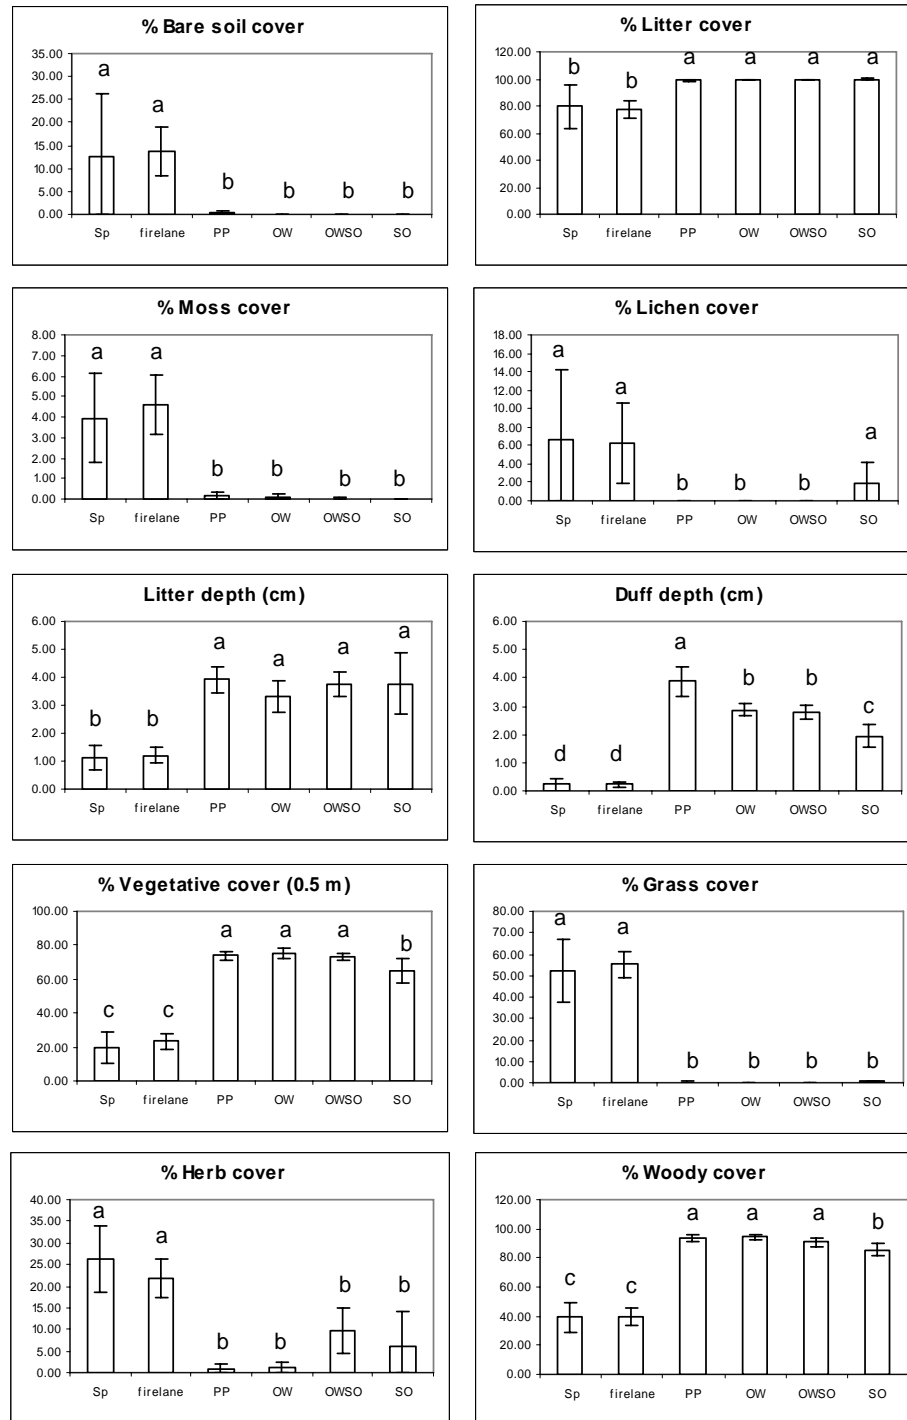 % Bare soil cover
35.00
30.00
25.00
20.00
15.00
10.00
5.00
0.00
a
a
b
b
b
b
Sp firelane PP OW OWSO SO
% Litter cover
120.00
100.00
80.00
60.00
40.00
20.00
0.00
b
b
a
a
a
a
Sp firelane PP OW OWSO SO
% Moss cover
8.00
7.00
6.00
5.00
4.00
3.00
2.00
1.00
0.00
a
a
b
b
b
b
Sp firelane PP OW OWSO SO
% Lichen cover
18.00
16.00
14.00
12.00
10.00
8.00
6.00
4.00
2.00
0.00
a
a
b
b
b
a
Sp firelane PP OW OWSO SO
Litter depth (cm)
6.00
5.00
4.00
3.00
2.00
1.00
0.00
b
b
a
a
a
a
Sp firelane PP OW OWSO SO
Duff depth (cm)
6.00
5.00
4.00
3.00
2.00
1.00
0.00
d
d
a
b
b
c
Sp firelane PP OW OWSO SO
% Vegetative cover (0.5 m)
100.00
80.00
60.00
40.00
20.00
0.00
c
c
a
a
a
b
Sp firelane PP OW OWSO SO
% Grass cover
80.00
70.00
60.00
50.00
40.00
30.00
20.00
10.00
0.00
a
a
b
b
b
b
Sp firelane PP OW OWSO SO
% Herb cover
40.00
35.00
30.00
25.00
20.00
15.00
10.00
5.00
0.00
a
a
b
b
b
b
Sp firelane PP OW OWSO SO
% Woody cover
120.00
100.00
80.00
60.00
40.00
20.00
0.00
c
c
a
a
a
b
Sp firelane PP OW OWSO SO